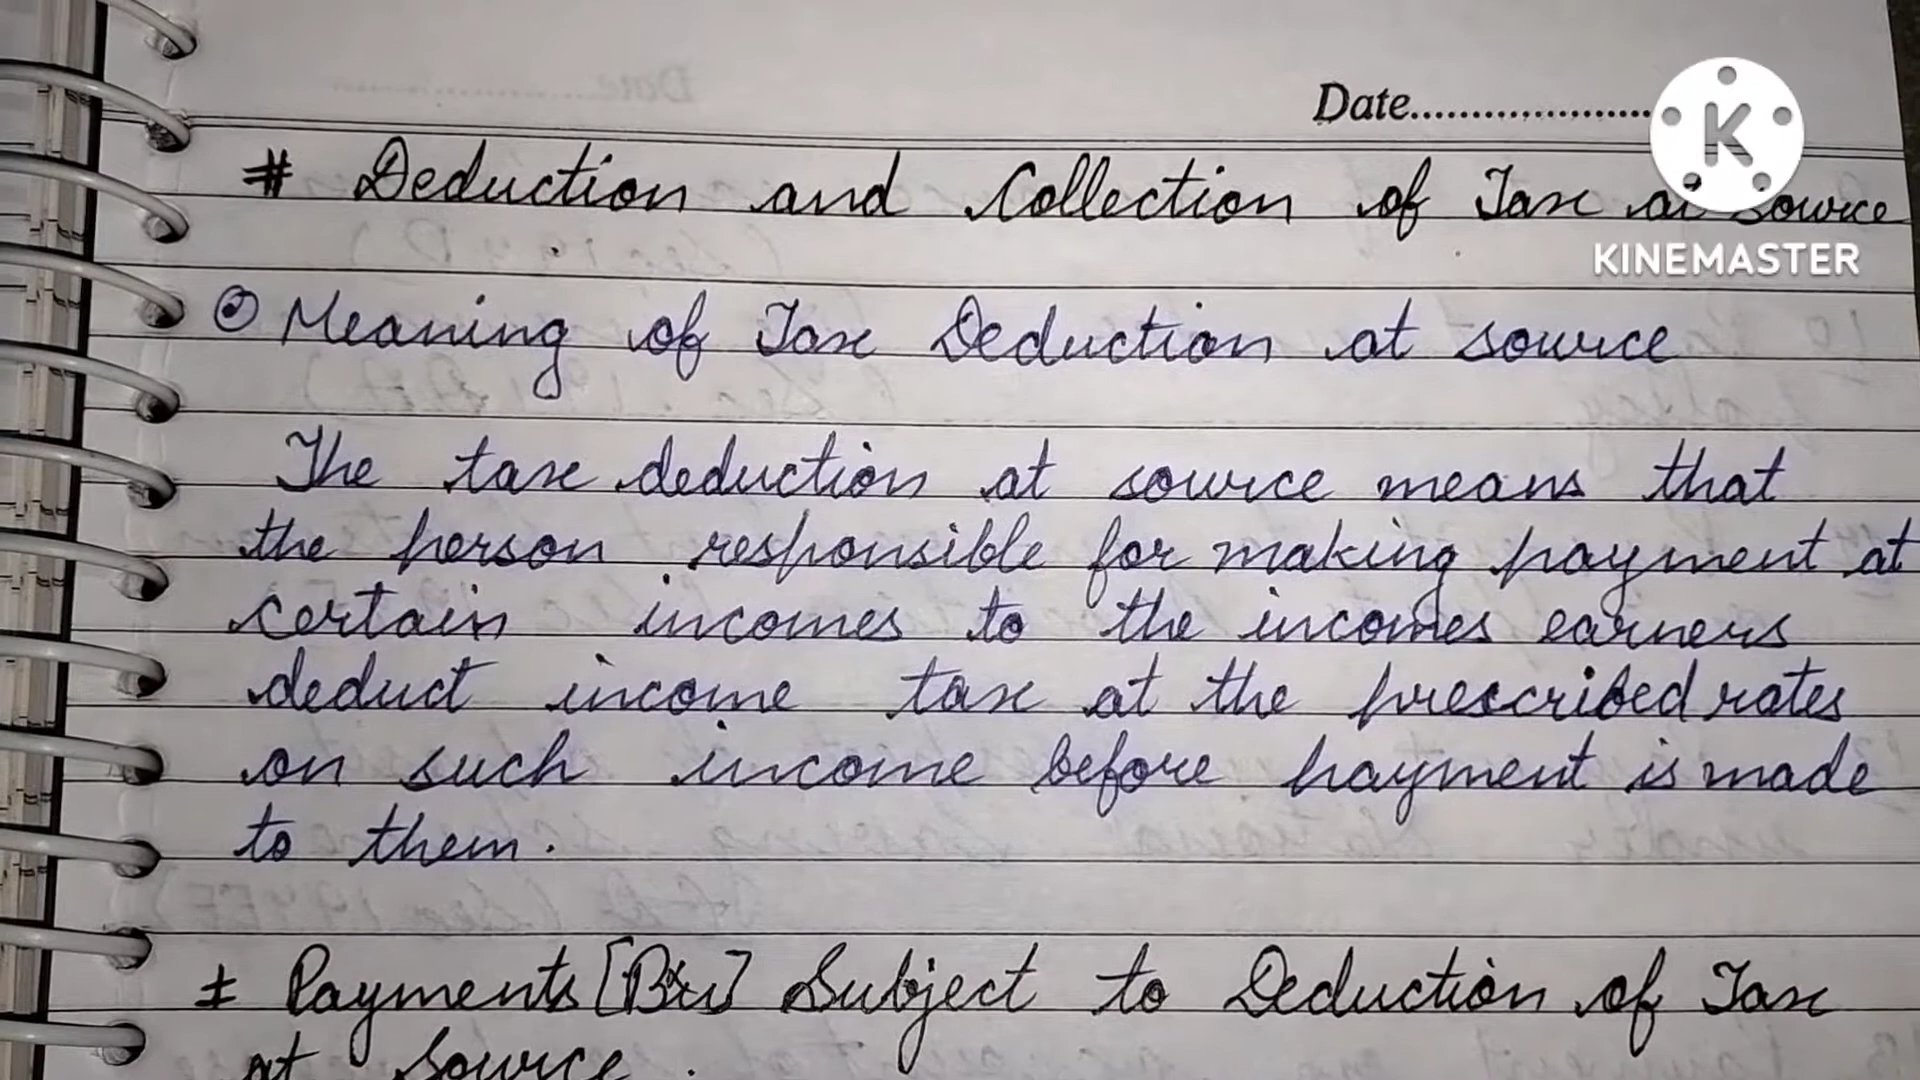 Date......................
# Deduction and Collection of Tax at source
KINEMASTER
Meaning of Tax Deduction at source
The tax deduction at source means that
the person responsible for making payment at
certain incomes to the incomes earners
deduct income tax at the prescribed rates
on such income before payment is made
to them.
± Payments Subject to Deduction of Tax
at source.